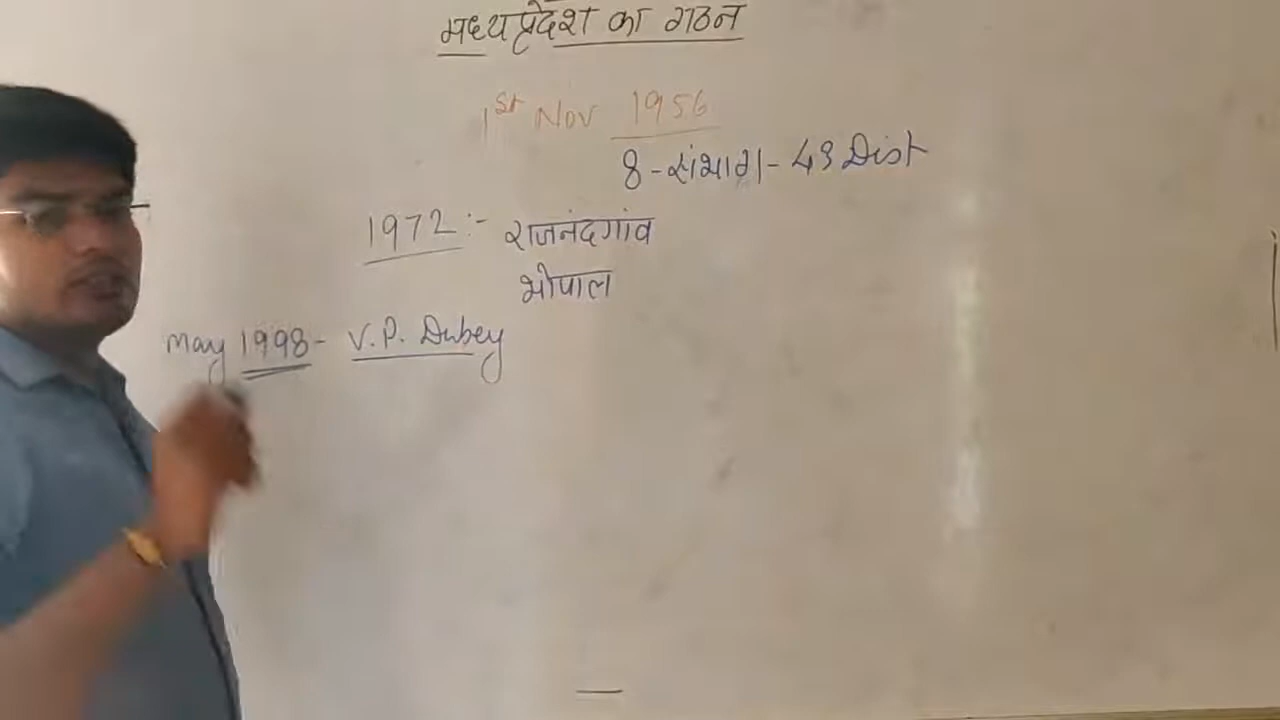 मध्यप्रदेश का गठन
1st Nov 1956
8-संभाग-43 Dist
1972:- राजनंदगांव
भोपाल
May 1998- V.P. Dubey